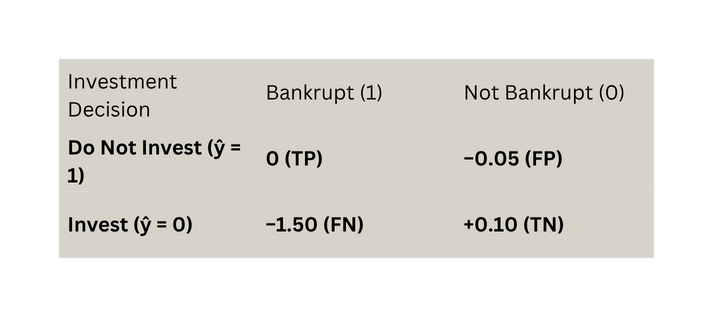 Investment
Decision
Bankrupt (1)
Not Bankrupt (0)
Do Not Invest (ŷ =
1)
0 (TP)
−0.05 (FP)
Invest (ŷ = 0)
−1.50 (FN)
+0.10 (TN)